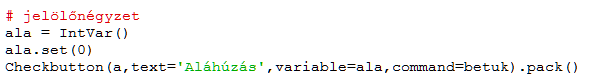 # jelölőnégyzet
ala = IntVar()
ala.set(0)
Checkbutton(a,text='Aláhúzás',variable=ala,command=betuk).pack()